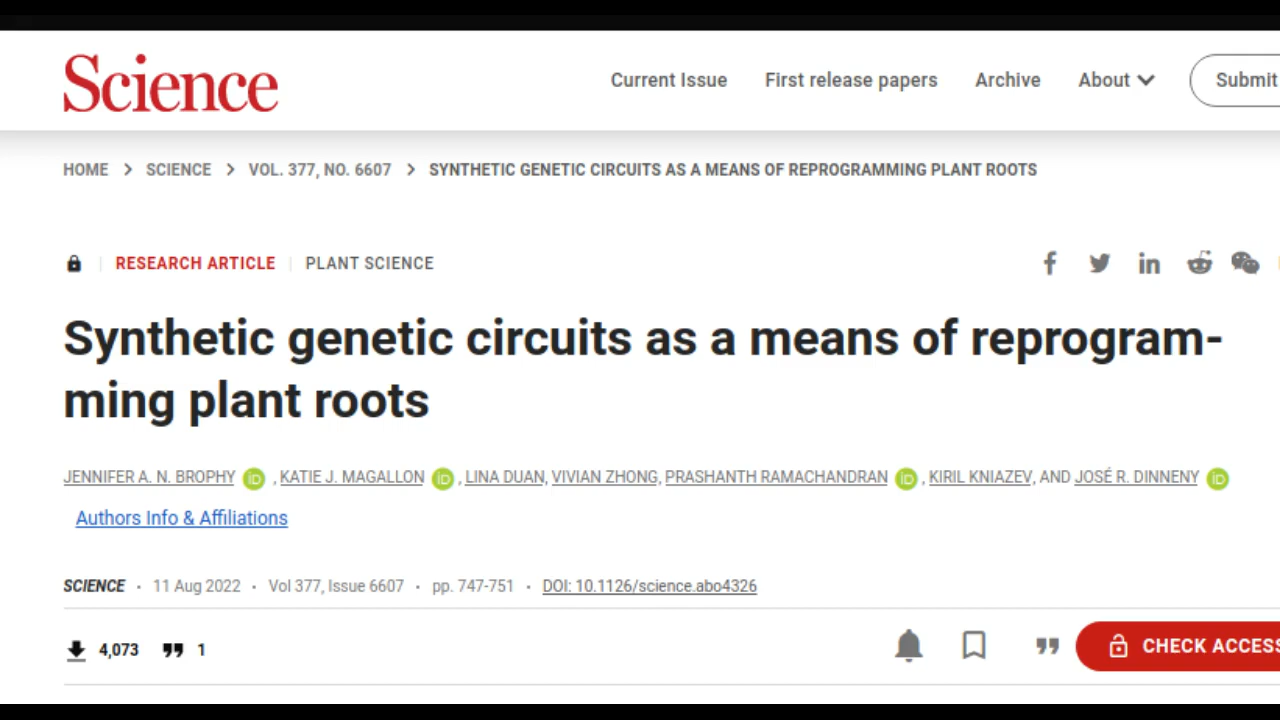 Science
Current Issue First release papers Archive About Submit
HOME > SCIENCE > VOL. 377, NO. 6607 > SYNTHETIC GENETIC CIRCUITS AS A MEANS OF REPROGRAMMING PLANT ROOTS
RESEARCH ARTICLE | PLANT SCIENCE
Synthetic genetic circuits as a means of reprogram-
ming plant roots
JENNIFER A. N. BROPHY iD , KATIE J. MAGALLON iD , LINA DUAN, VIVIAN ZHONG, PRASHANTH RAMACHANDRAN iD , KIRIL KNIAZEV, AND JOSÉ R. DINNENY iD
Authors Info & Affiliations
SCIENCE · 11 Aug 2022 · Vol 377, Issue 6607 · pp. 747-751 · DOI: 10.1126/science.abo4326
4,073 1
CHECK ACCESS